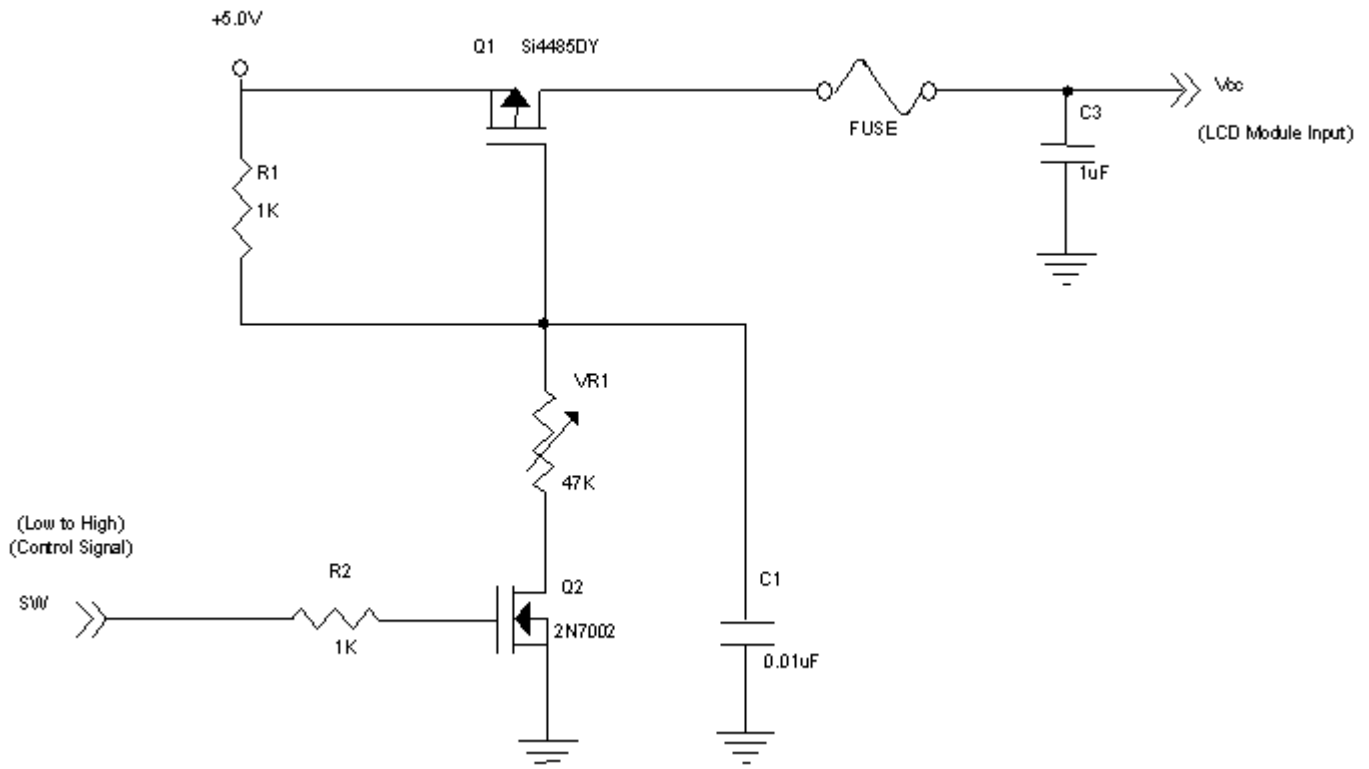 +5.0V
Q1 Si4485DY
FUSE
Vcc
(LCD Module Input)
C3
1uF
R1
1K
VR1
47K
(Low to High)
(Control Signal)
SW
R2
1K
Q2
2N7002
C1
0.01uF